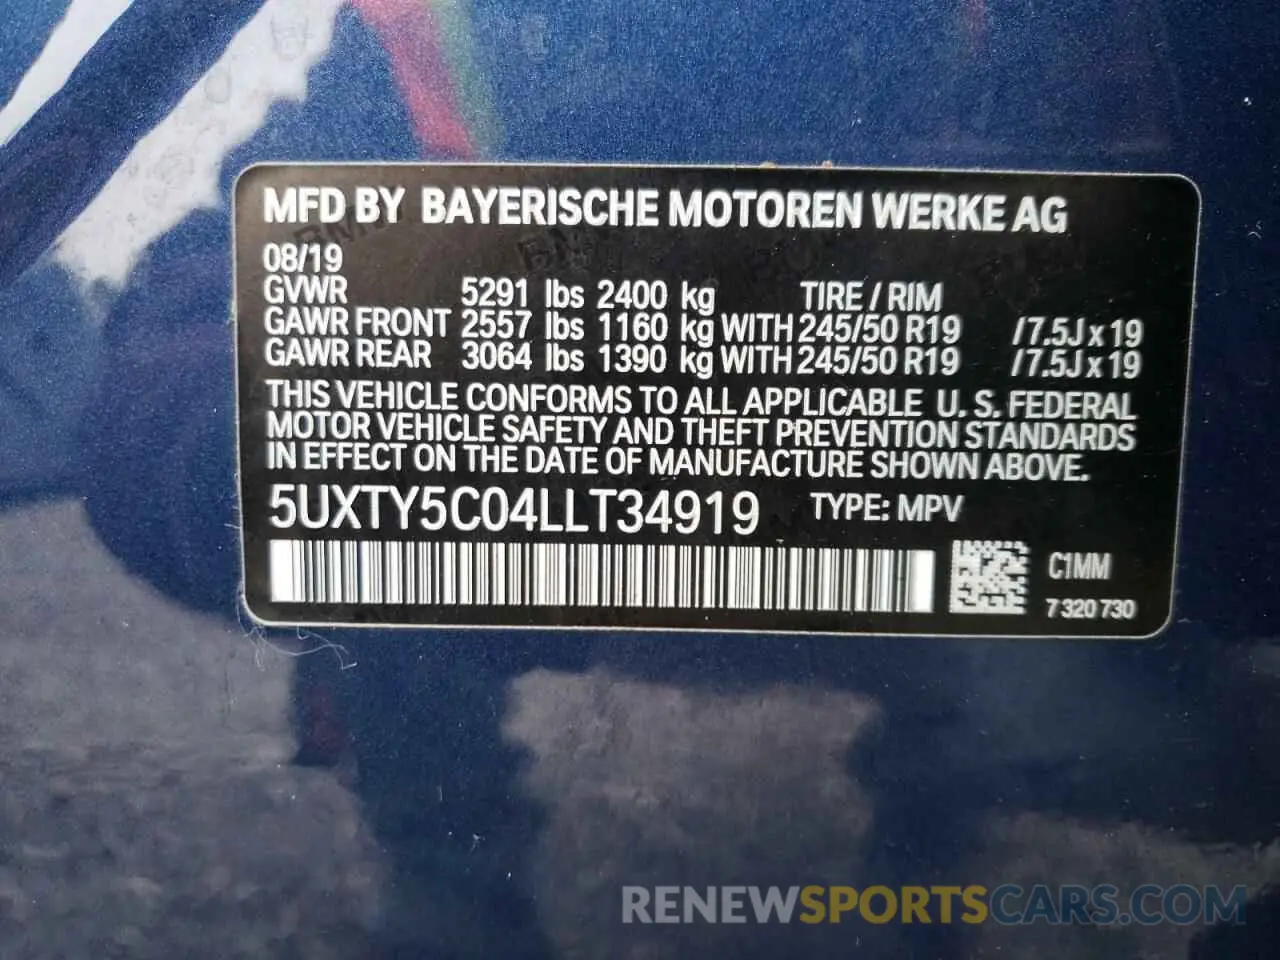 MFD BY BAYERISCHE MOTOREN WERKE AG
08/19
GVWR 5291 lbs 2400 kg TIRE / RIM
GAWR FRONT 2557 lbs 1160 kg WITH 245/50 R19 /7.5J x 19
GAWR REAR 3064 lbs 1390 kg WITH 245/50 R19 /7.5J x 19
THIS VEHICLE CONFORMS TO ALL APPLICABLE U. S. FEDERAL
MOTOR VEHICLE SAFETY AND THEFT PREVENTION STANDARDS
IN EFFECT ON THE DATE OF MANUFACTURE SHOWN ABOVE.
5UXTY5C04LLT34919 TYPE: MPV
C1MM
7 320 730
RENEWSPORTSCARS.COM